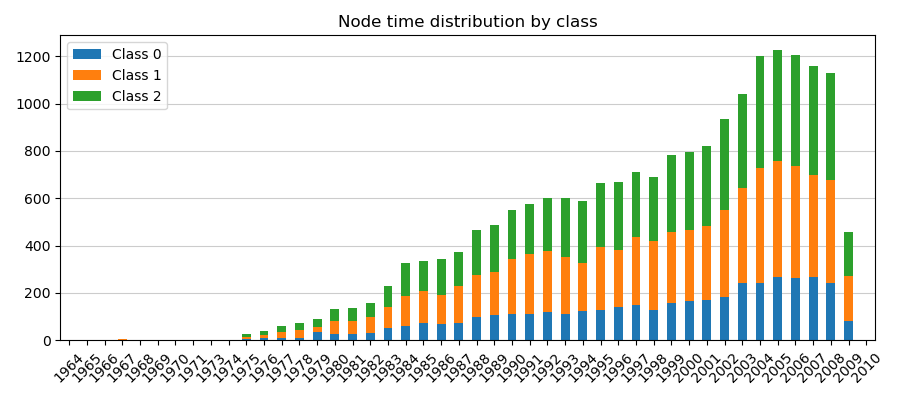 Node time distribution by class
Class 0
Class 1
Class 2
1200
1000
800
600
400
200
0
1964 1965 1966 1967 1968 1969 1970 1971 1972 1973 1974 1975 1976 1977 1978 1979 1980 1981 1982 1983 1984 1985 1986 1987 1988 1989 1990 1991 1992 1993 1994 1995 1996 1997 1998 1999 2000 2001 2002 2003 2004 2005 2006 2007 2008 2009 2010